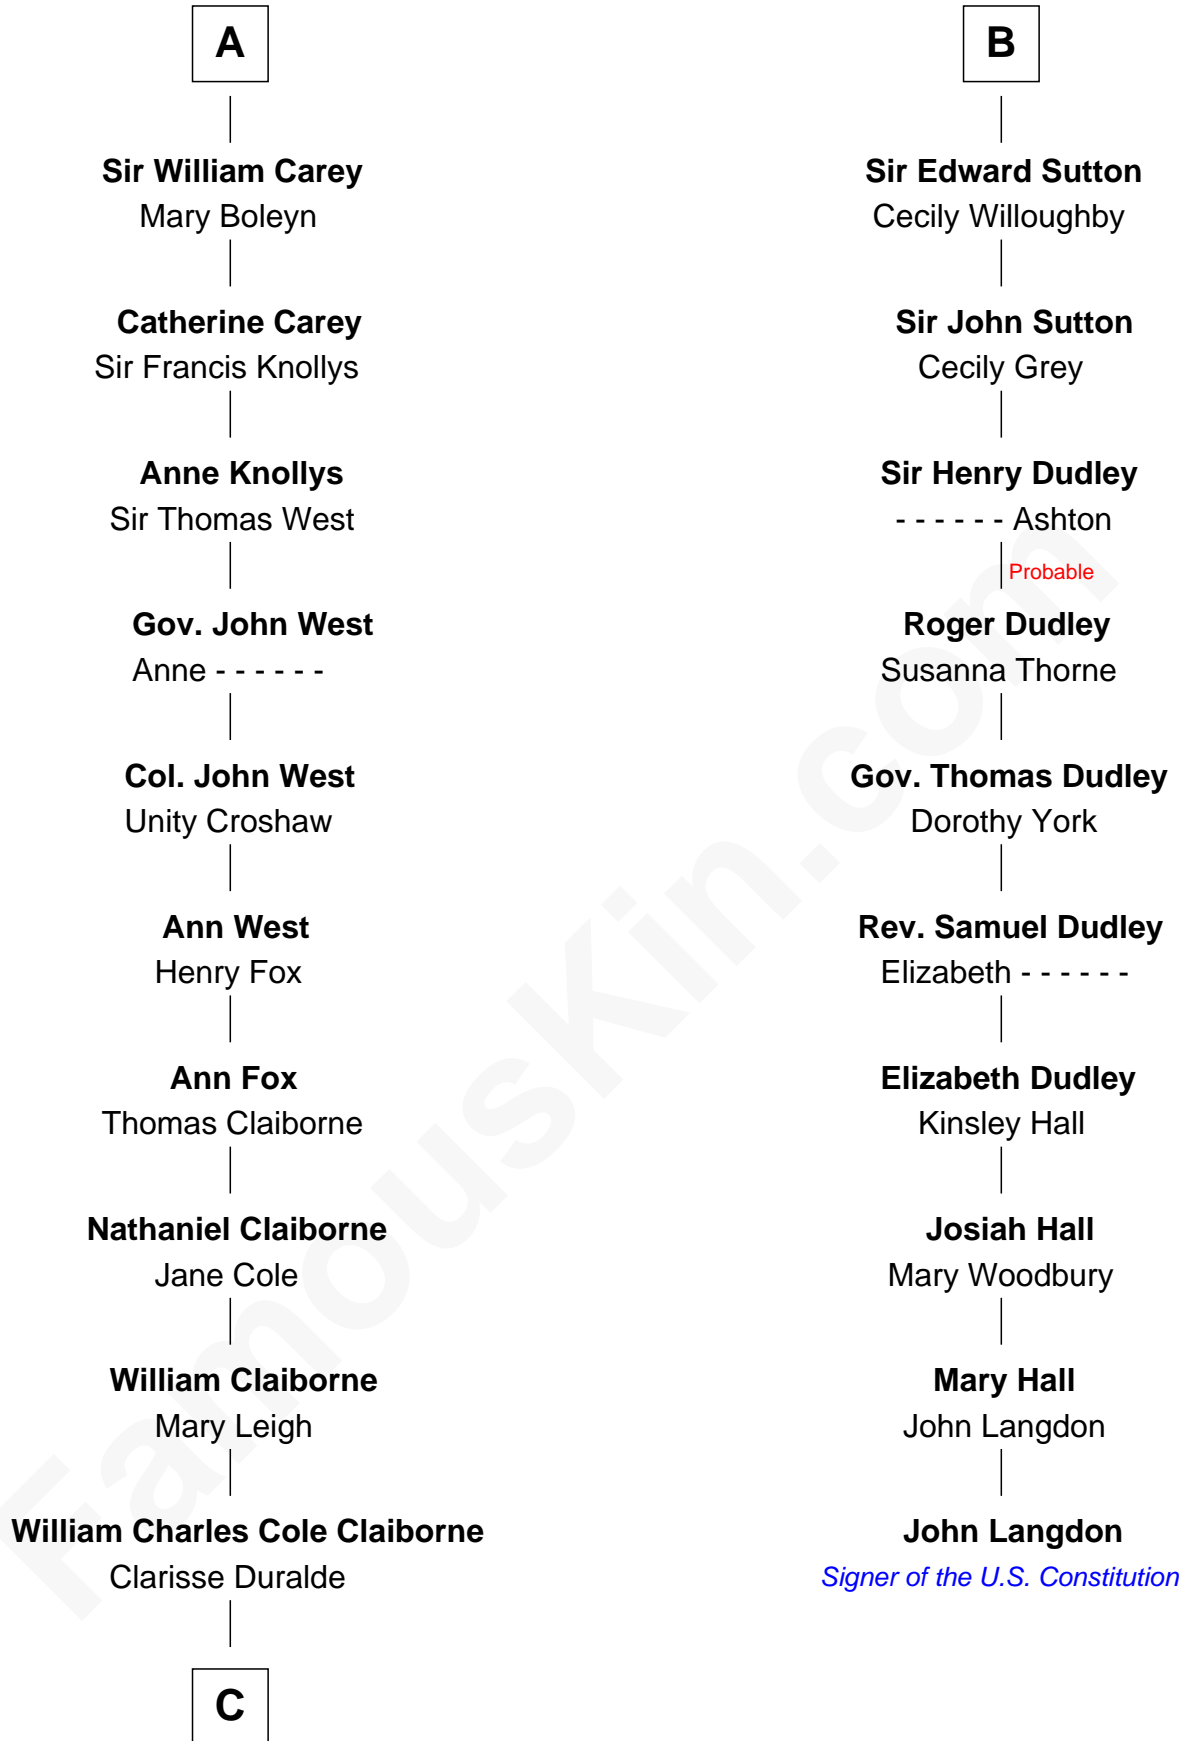 A
Sir William Carey
Mary Boleyn
Catherine Carey
Sir Francis Knollys
Anne Knollys
Sir Thomas West
Gov. John West
Anne - - - - - -
Col. John West
Unity Croshaw
Ann West
Henry Fox
Ann Fox
Thomas Claiborne
Nathaniel Claiborne
Jane Cole
William Claiborne
Mary Leigh
William Charles Cole Claiborne
Clarisse Duralde
C
B
Sir Edward Sutton
Cecily Willoughby
Sir John Sutton
Cecily Grey
Sir Henry Dudley
- - - - - - Ashton
Probable
Roger Dudley
Susanna Thorne
Gov. Thomas Dudley
Dorothy York
Rev. Samuel Dudley
Elizabeth - - - - - -
Elizabeth Dudley
Kinsley Hall
Josiah Hall
Mary Woodbury
Mary Hall
John Langdon
John Langdon
Signer of the U.S. Constitution
FamousKin.com